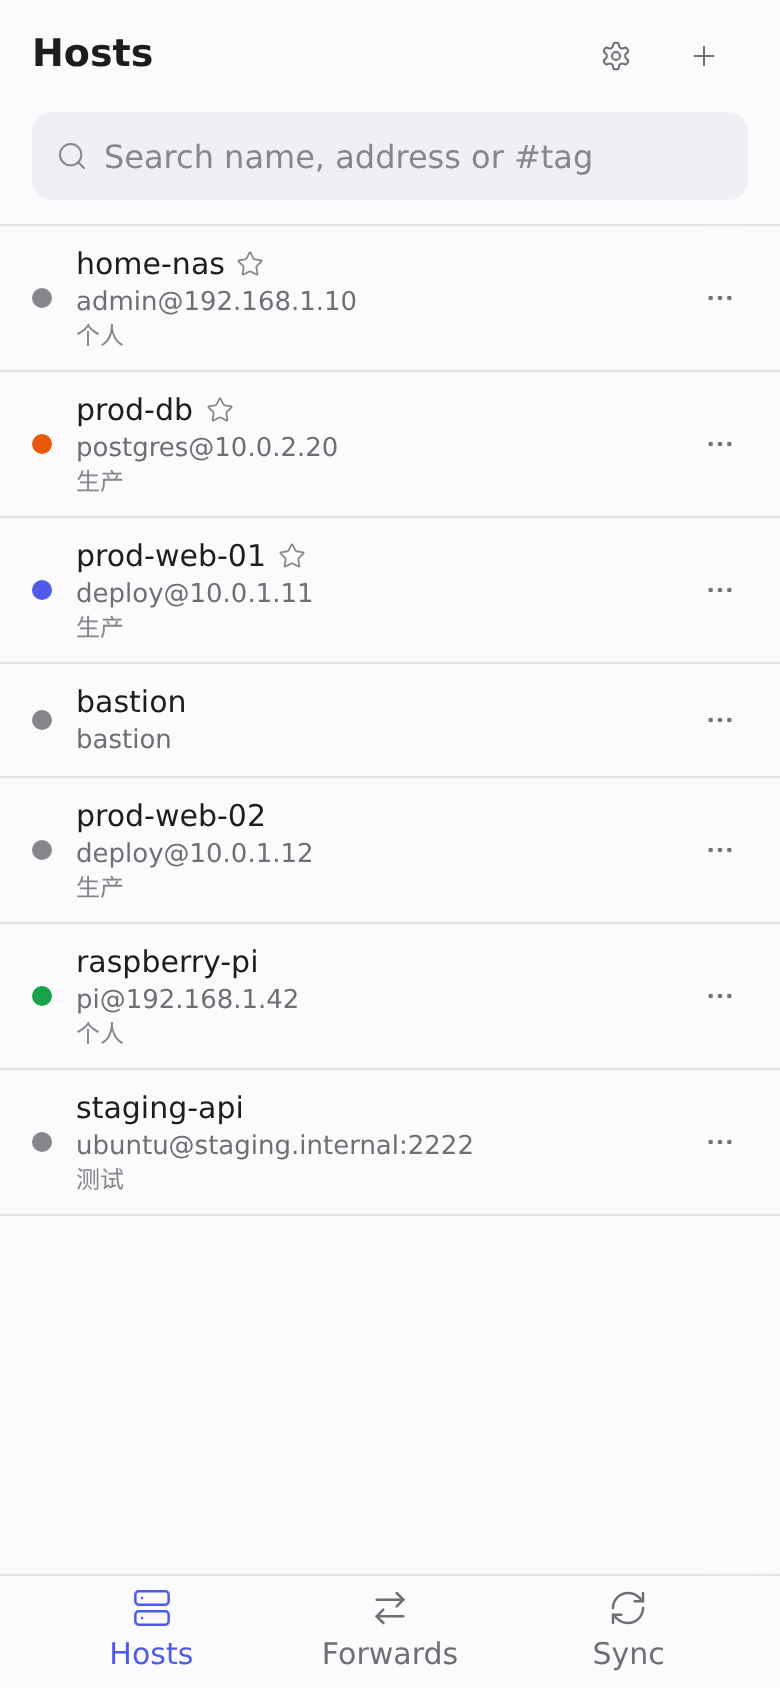 Hosts
Search name, address or #tag
home-nas
admin@192.168.1.10
个人
prod-db
postgres@10.0.2.20
生产
prod-web-01
deploy@10.0.1.11
生产
bastion
bastion
prod-web-02
deploy@10.0.1.12
生产
raspberry-pi
pi@192.168.1.42
个人
staging-api
ubuntu@staging.internal:2222
测试
Hosts
Forwards
Sync